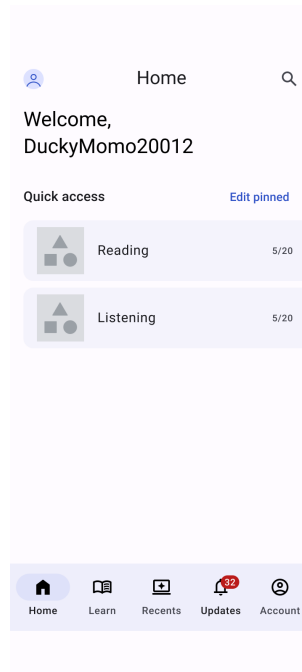 Home
Welcome,
DuckyMomo20012
Quick access
Edit pinned
Reading
5/20
Listening
5/20
32
Home
Learn
Recents
Updates
Account